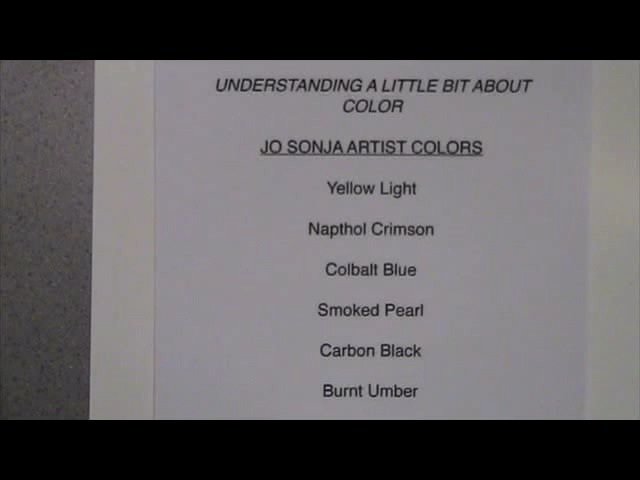 UNDERSTANDING A LITTLE BIT ABOUT
COLOR
JO SONJA ARTIST COLORS
Yellow Light
Napthol Crimson
Colbalt Blue
Smoked Pearl
Carbon Black
Burnt Umber